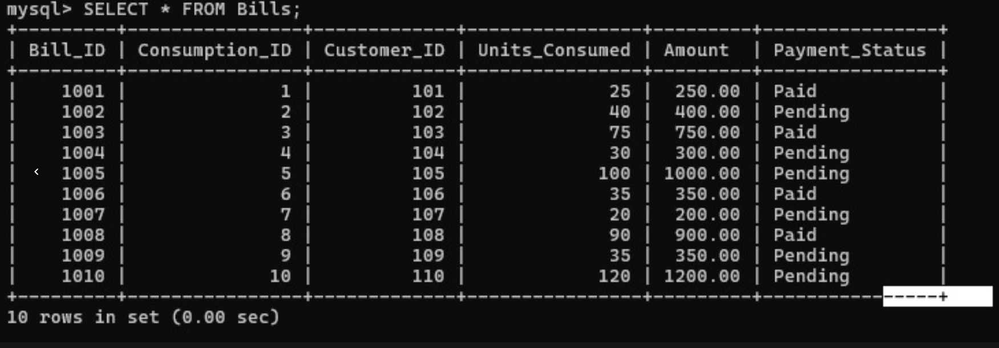 mysql> SELECT * FROM Bills;
+---------+----------------+-------------+----------------+---------+----------------+
| Bill_ID | Consumption_ID | Customer_ID | Units_Consumed | Amount  | Payment_Status |
+---------+----------------+-------------+----------------+---------+----------------+
|    1001 |              1 |         101 |             25 |  250.00 | Paid           |
|    1002 |              2 |         102 |             40 |  400.00 | Pending        |
|    1003 |              3 |         103 |             75 |  750.00 | Paid           |
|    1004 |              4 |         104 |             30 |  300.00 | Pending        |
|    1005 |              5 |         105 |            100 | 1000.00 | Pending        |
|    1006 |              6 |         106 |             35 |  350.00 | Paid           |
|    1007 |              7 |         107 |             20 |  200.00 | Pending        |
|    1008 |              8 |         108 |             90 |  900.00 | Paid           |
|    1009 |              9 |         109 |             35 |  350.00 | Pending        |
|    1010 |             10 |         110 |            120 | 1200.00 | Pending        |
+---------+----------------+-------------+----------------+---------+----------------+
10 rows in set (0.00 sec)